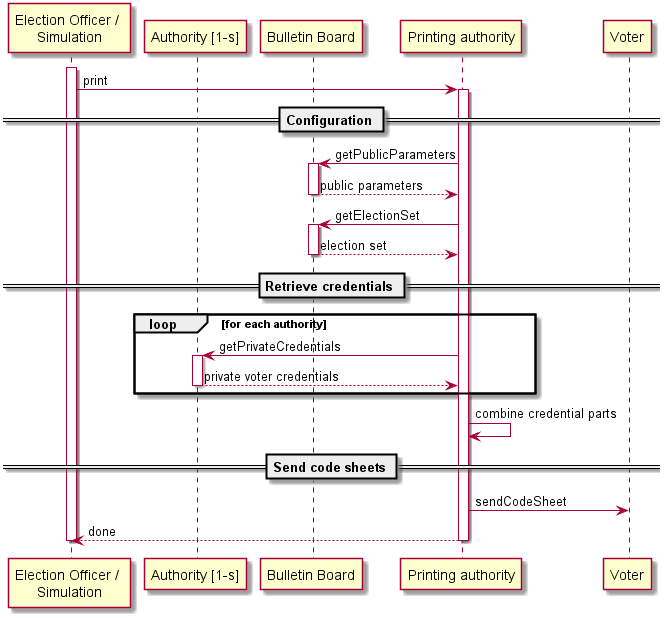 Election Officer /
Simulation
Authority [1-s]
Bulletin Board
Printing authority
Voter
print
Configuration
getPublicParameters
public parameters
getElectionSet
election set
Retrieve credentials
loop
[for each authority]
getPrivateCredentials
private voter credentials
combine credential parts
Send code sheets
sendCodeSheet
done
Election Officer /
Simulation
Authority [1-s]
Bulletin Board
Printing authority
Voter